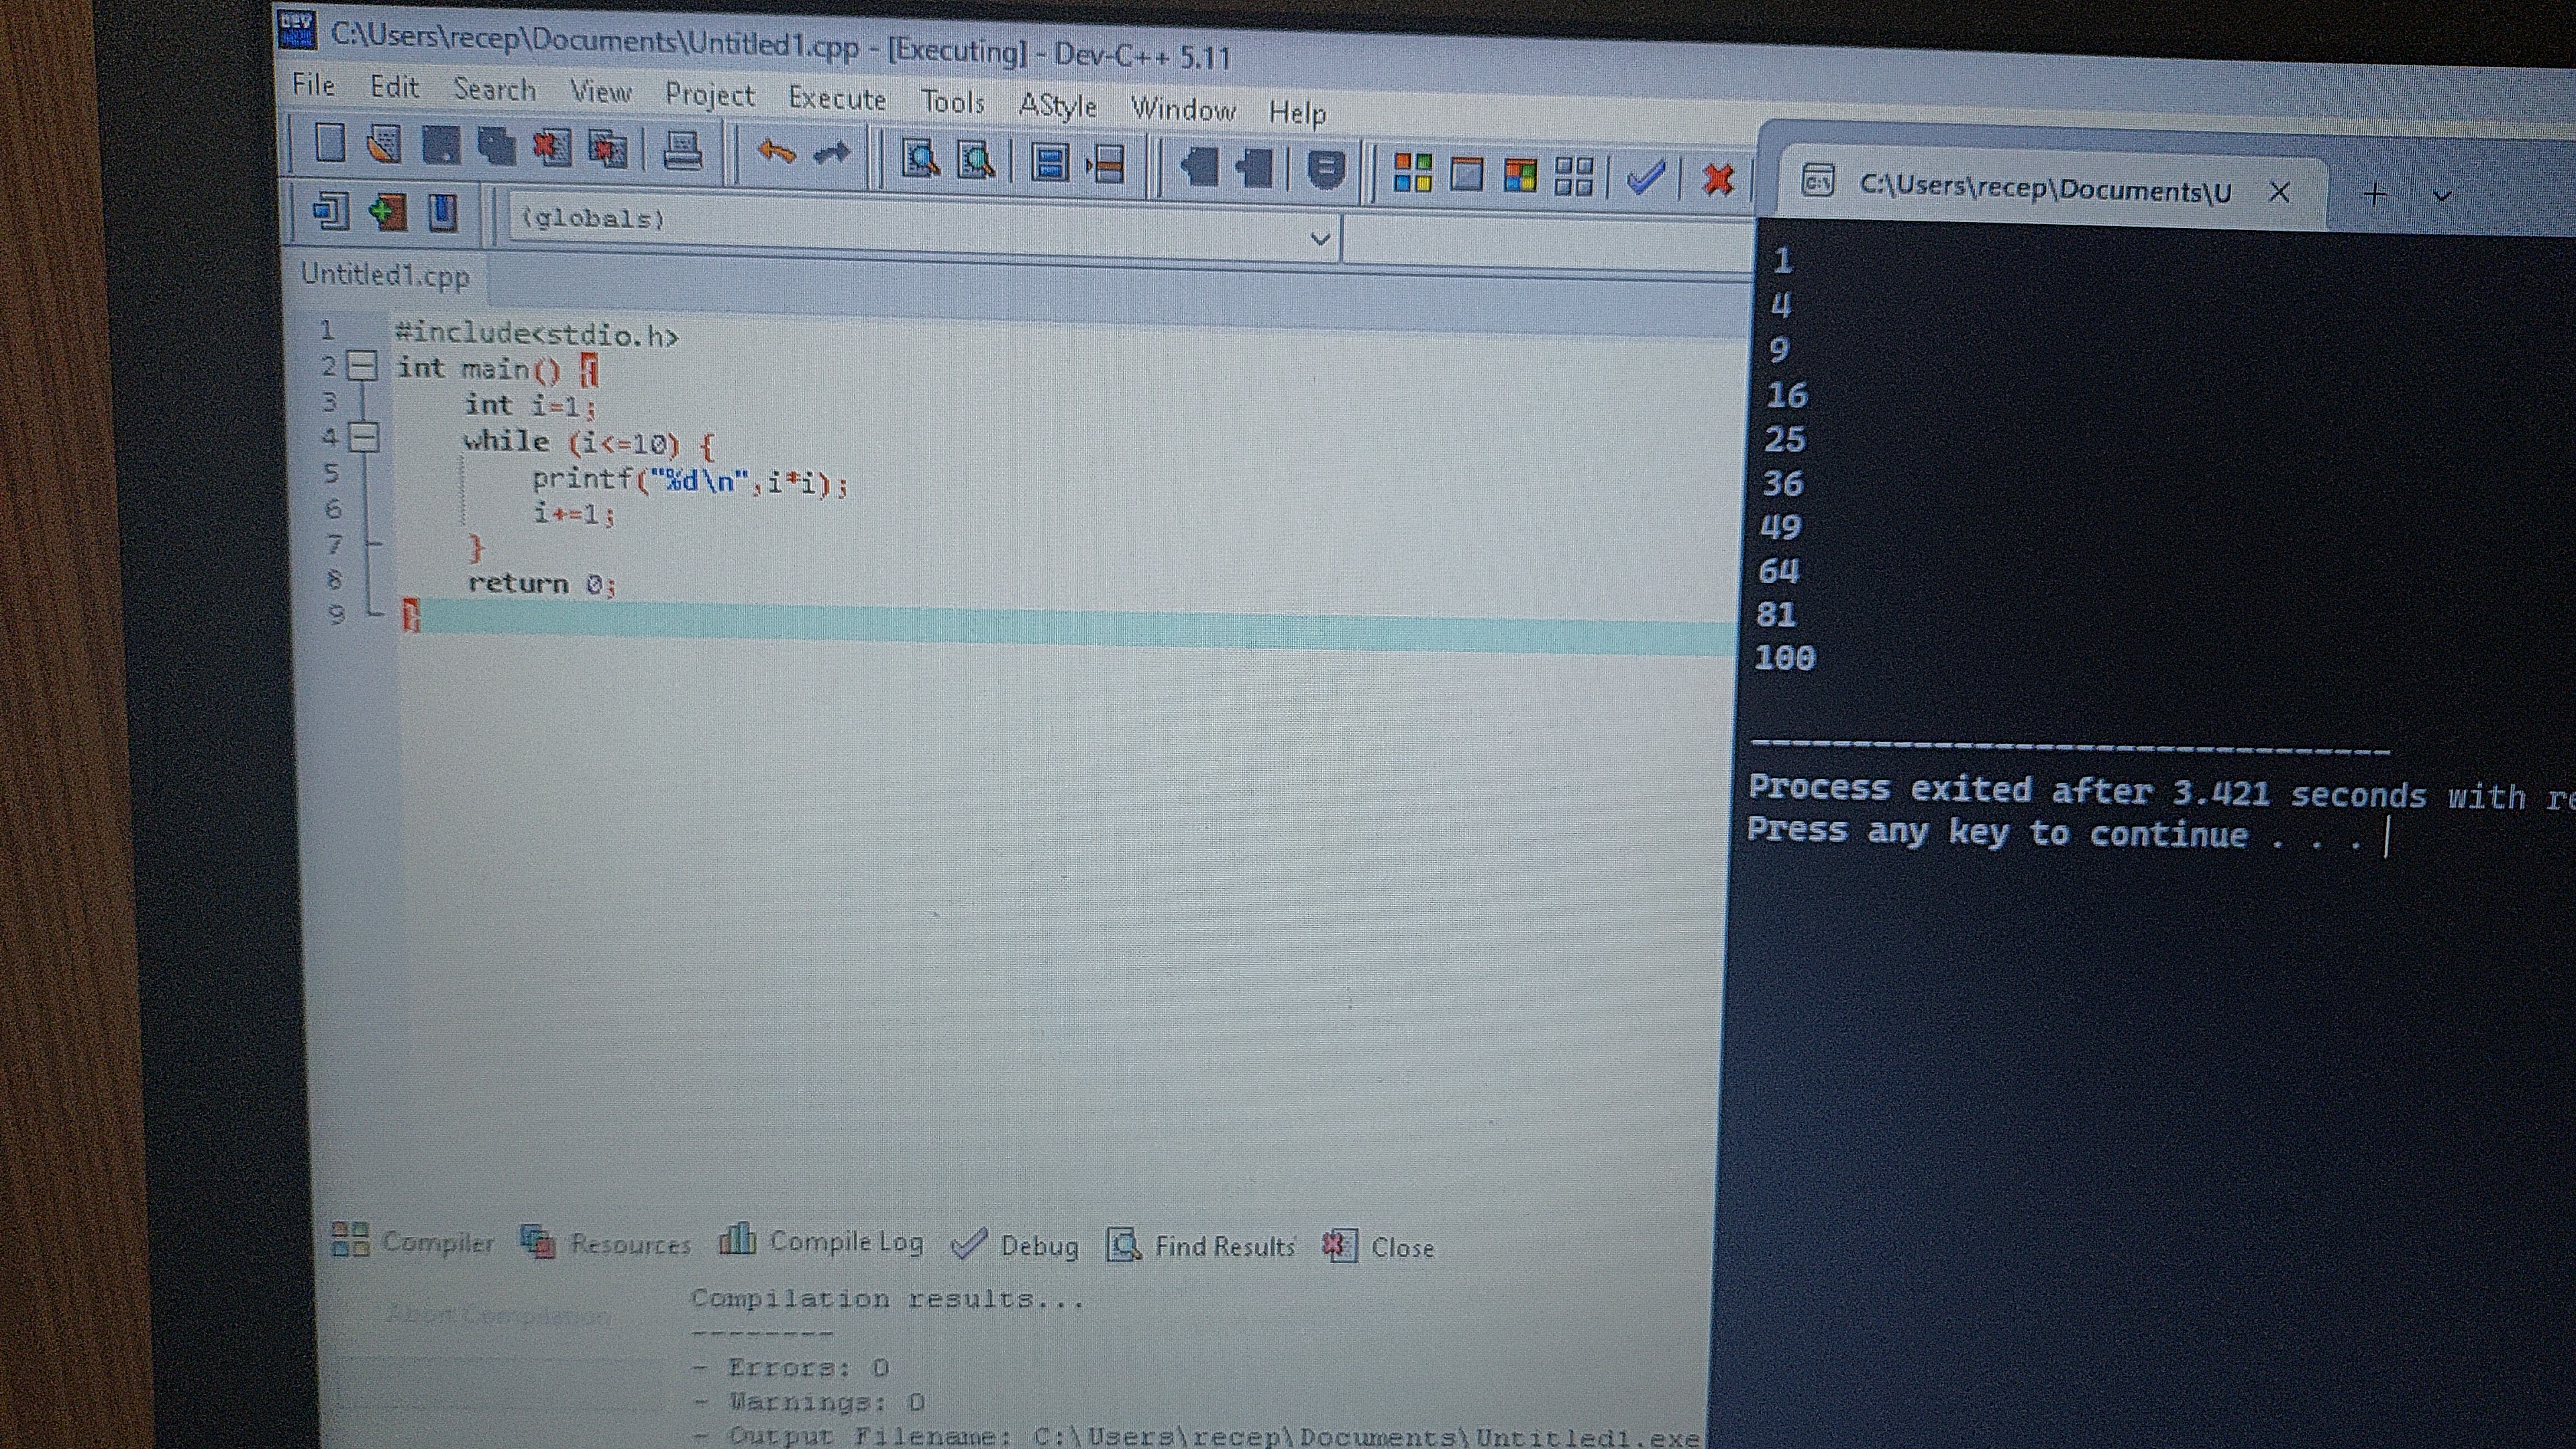 C:\Users\recep\Documents\Untitled1.cpp - [Executing] - Dev-C++ 5.11
File Edit Search View Project Execute Tools AStyle Window Help
(globals)
Untitled1.cpp
1 #include<stdio.h>
2 int main() {
3 int i=1;
4 while (i<=10) {
5 printf("%d\n",i*i);
6 i+=1;
7 }
8 return 0;
9 }
Compiler Resources Compile Log Debug Find Results Close
Abort Compilation
Compilation results...
--------
- Errors: 0
- Warnings: 0
- Output Filename: C:\Users\recep\Documents\Untitled1.exe
C:\Users\recep\Documents\U
1
4
9
16
25
36
49
64
81
100
--------------------------------
Process exited after 3.421 seconds with re
Press any key to continue . . .